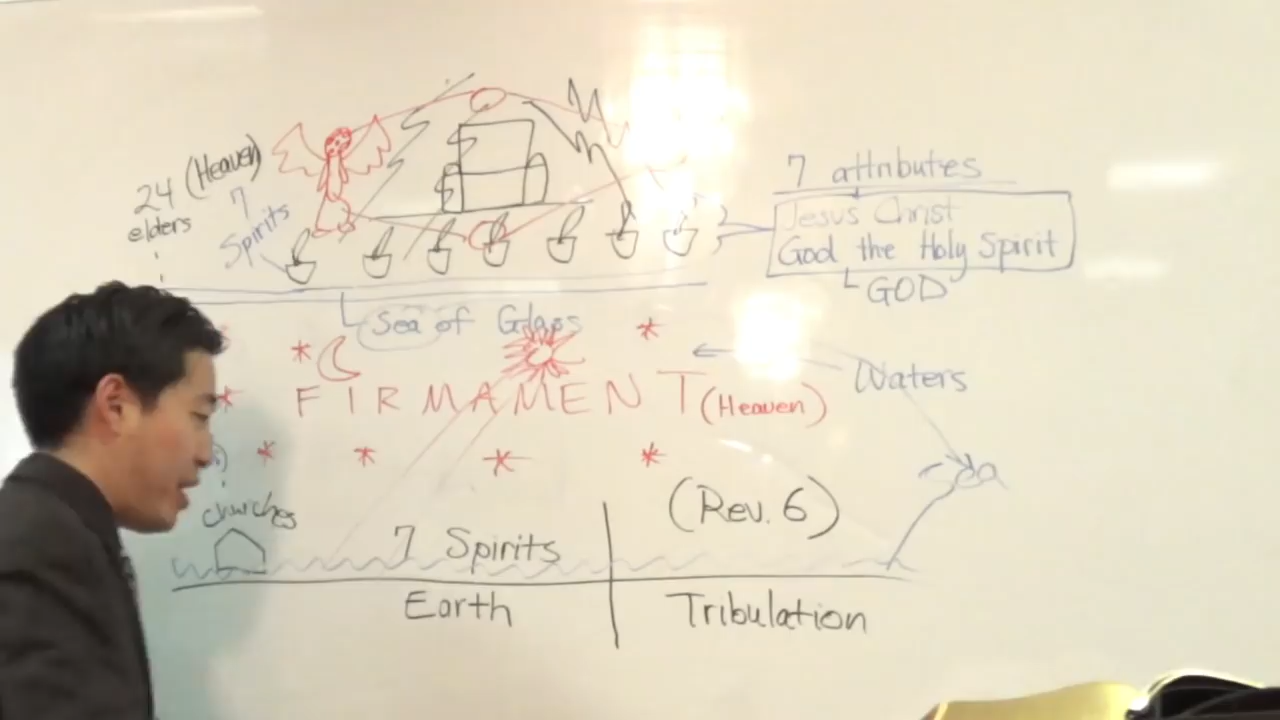 24 (Heaven)
elders
7
Spirits
7 attributes
Jesus Christ
God the Holy Spirit
GOD
Sea of Glass
FIRMAMENT (Heaven)
Waters
Sea
churches
(Rev. 6)
7 Spirits
Earth
Tribulation